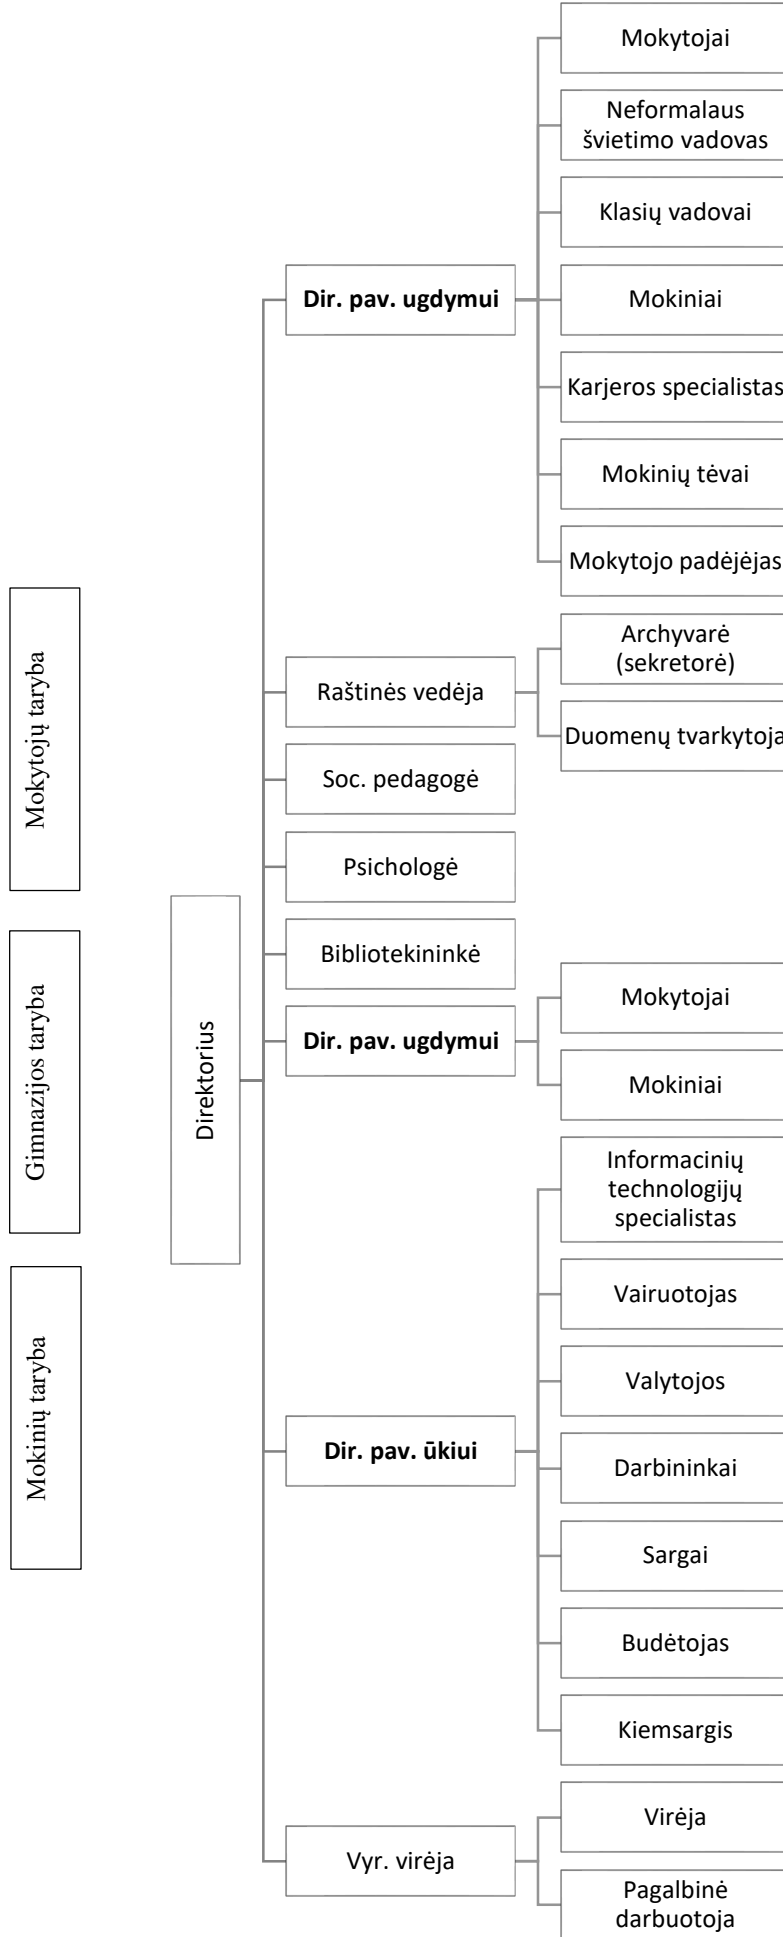 Mokytojų taryba
Gimnazijos taryba
Mokinių taryba
Direktorius
Dir. pav. ugdymui
Mokytojai
Neformalaus
švietimo vadovas
Klasių vadovai
Mokiniai
Karjeros specialistas
Mokinių tėvai
Mokytojo padėjėjas
Raštinės vedėja
Archyvarė
(sekretorė)
Duomenų tvarkytoja
Soc. pedagogė
Psichologė
Bibliotekininkė
Dir. pav. ugdymui
Mokytojai
Mokiniai
Dir. pav. ūkiui
Informacinių
technologijų
specialistas
Vairuotojas
Valytojos
Darbininkai
Sargai
Budėtojas
Kiemsargis
Vyr. virėja
Virėja
Pagalbinė
darbuotoja